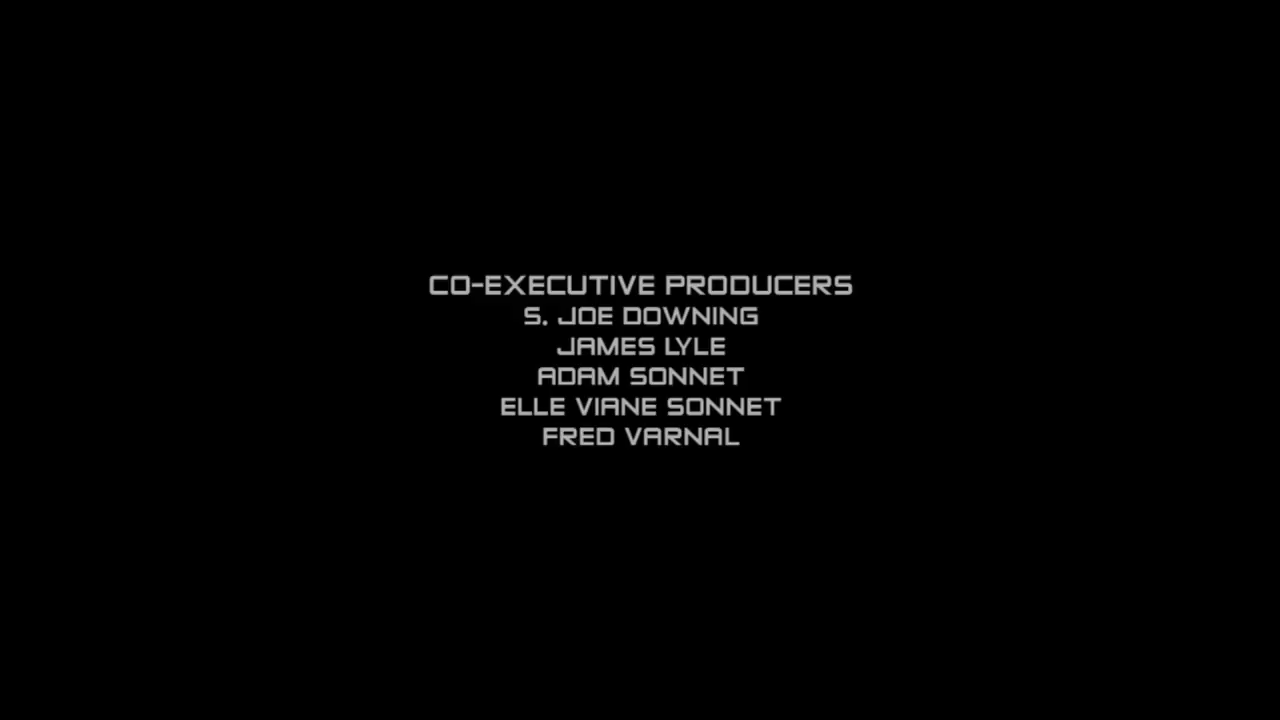 CO-EXECUTIVE PRODUCERS
S. JOE DOWNING
JAMES LYLE
ADAM SONNET
ELLE VIANE SONNET
FRED VARNAL